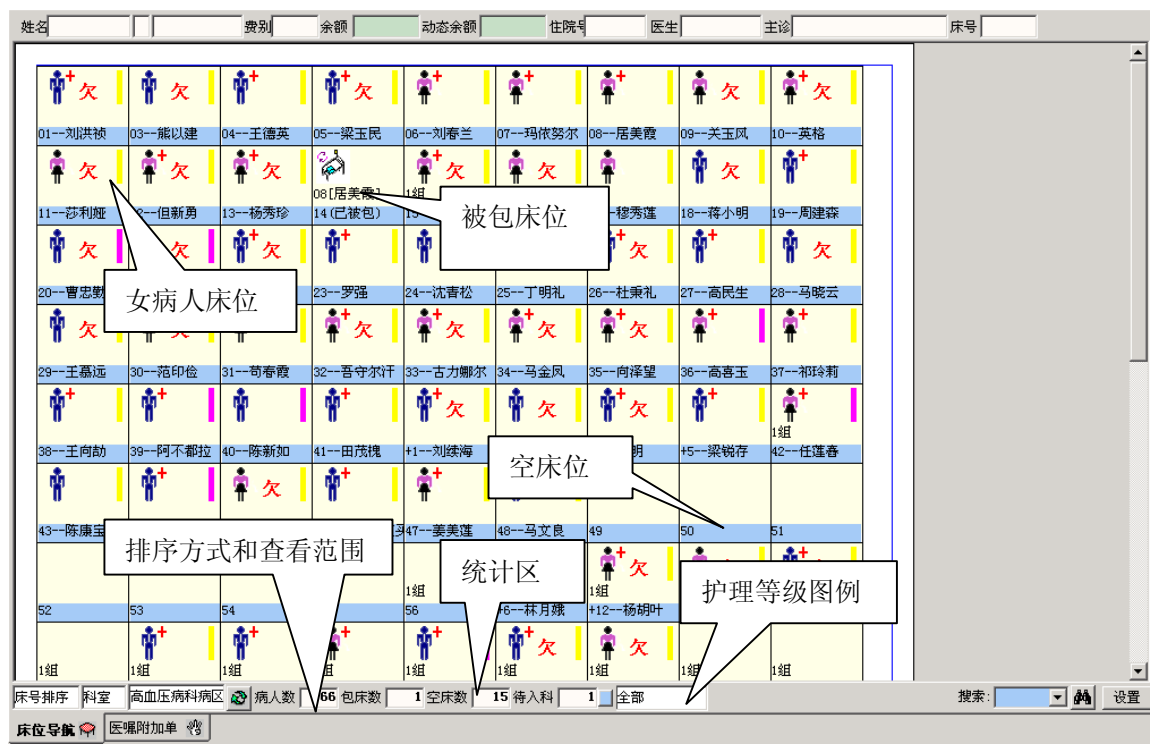 姓名 费别 余额 动态余额 住院号 医生 主诊 床号
欠 欠 欠 欠 欠
01--刘洪祯 03--熊以建 04--王德英 05--梁玉民 06--刘春兰 07--玛依努尔 08--居美霞 09--关玉凤 10--英格
欠 欠 欠 欠 欠 欠
08[居美霞] 1组
11--莎利娅 12--但新勇 13--杨秀珍 14(已被包) 15 穆秀莲 18--蒋小明 19--周建森
被包床位
欠 欠 欠 欠 欠
20--曹忠勤 23--罗强 24--沈青松 25--丁明礼 26--杜秉礼 27--高民生 28--马晓云
女病人床位
欠 欠 欠 欠 欠
29--王慕远 30--范印俭 31--苟春霞 32--吾守尔汗 33--古力娜尔 34--马金凤 35--向泽望 36--高喜玉 37--祁玲莉
欠 欠 欠
1组
38--王向劼 39--阿不都拉 40--陈新如 41--田茂槐 +1--刘续海 明 +5--梁锐存 42--任莲春
空床位
欠
43--陈康宝 47--姜美莲 48--马文良 49 50 51
排序方式和查看范围
统计区
护理等级图例
欠
1组 1组
52 53 54 56 +6--林月娥 +12--杨胡叶
欠 欠
1组 1组 1组 1组 1组 1组 1组 1组
床号排序 科室 高血压病科病区 病人数 66 包床数 1 空床数 15 待入科 1 全部 搜索: 设置
床位导航 医嘱附加单